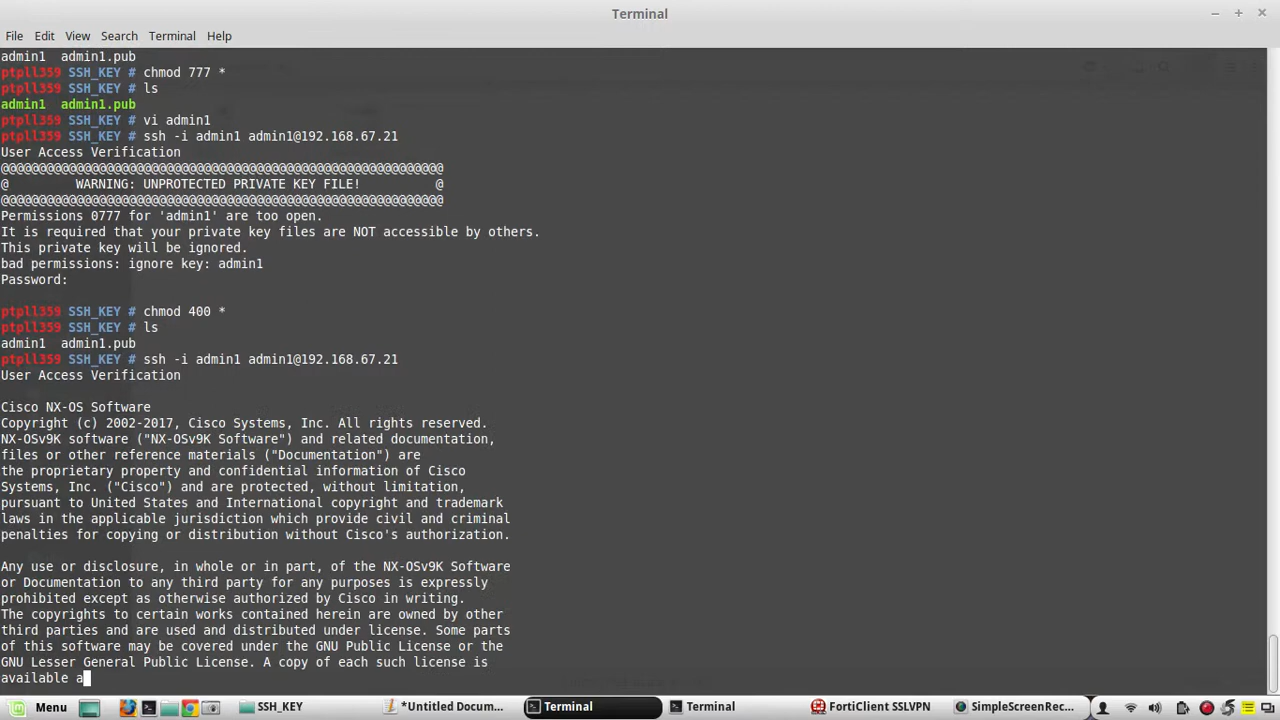 Terminal
File Edit View Search Terminal Help
admin1  admin1.pub
ptpll359 SSH_KEY # chmod 777 *
ptpll359 SSH_KEY # ls
admin1  admin1.pub
ptpll359 SSH_KEY # vi admin1
ptpll359 SSH_KEY # ssh -i admin1 admin1@192.168.67.21
User Access Verification
@@@@@@@@@@@@@@@@@@@@@@@@@@@@@@@@@@@@@@@@@@@@@@@@@@@@@@@@@@@
@         WARNING: UNPROTECTED PRIVATE KEY FILE!          @
@@@@@@@@@@@@@@@@@@@@@@@@@@@@@@@@@@@@@@@@@@@@@@@@@@@@@@@@@@@
Permissions 0777 for 'admin1' are too open.
It is required that your private key files are NOT accessible by others.
This private key will be ignored.
bad permissions: ignore key: admin1
Password:
ptpll359 SSH_KEY # chmod 400 *
ptpll359 SSH_KEY # ls
admin1  admin1.pub
ptpll359 SSH_KEY # ssh -i admin1 admin1@192.168.67.21
User Access Verification
Cisco NX-OS Software
Copyright (c) 2002-2017, Cisco Systems, Inc. All rights reserved.
NX-OSv9K software ("NX-OSv9K Software") and related documentation,
files or other reference materials ("Documentation") are
the proprietary property and confidential information of Cisco
Systems, Inc. ("Cisco") and are protected, without limitation,
pursuant to United States and International copyright and trademark
laws in the applicable jurisdiction which provide civil and criminal
penalties for copying or distribution without Cisco's authorization.
Any use or disclosure, in whole or in part, of the NX-OSv9K Software
or Documentation to any third party for any purposes is expressly
prohibited except as otherwise authorized by Cisco in writing.
The copyrights to certain works contained herein are owned by other
third parties and are used and distributed under license. Some parts
of this software may be covered under the GNU Public License or the
GNU Lesser General Public License. A copy of each such license is
available a
Menu SSH_KEY *Untitled Docum... Terminal Terminal FortiClient SSLVPN SimpleScreenRec...